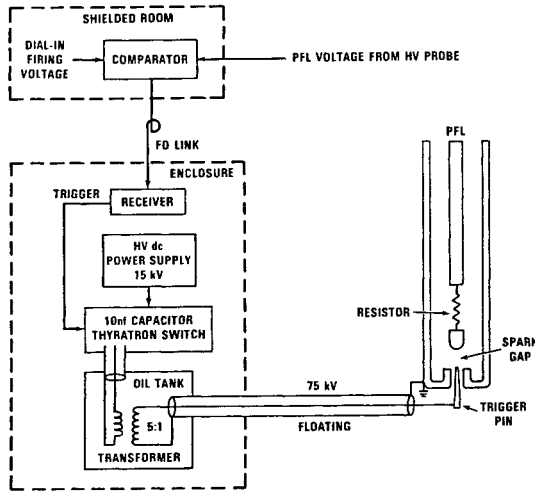 SHIELDED ROOM
DIAL-IN
FIRING
VOLTAGE
COMPARATOR
PFL VOLTAGE FROM HV PROBE
FO LINK
ENCLOSURE
TRIGGER
RECEIVER
HV dc
POWER SUPPLY
15 kV
10nf CAPACITOR
THYRATRON SWITCH
OIL TANK
5:1
TRANSFORMER
75 kV
FLOATING
PFL
RESISTOR
SPARK
GAP
TRIGGER
PIN